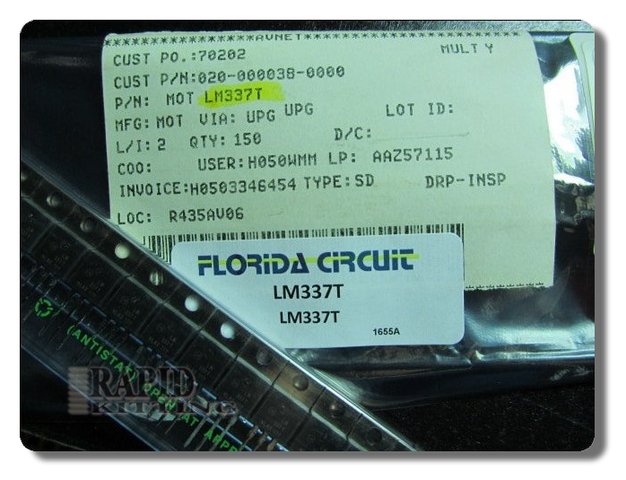 *****************AVNET*****************
CUST PO.:70202 MULT Y
CUST P/N:020-000038-0000
P/N: MOT LM337T
MFG: MOT VIA: UPG UPG LOT ID:
L/I: 2 QTY: 150 D/C:
COO: USER:H050WMM LP: AAZ57115
INVOICE:H0503346454 TYPE:SD DRP-INSP
LOC: R435AV06
FLORIDA CIRCUIT
LM337T
LM337T
1655A
(ANTISTAT)
RAPID
KITTING